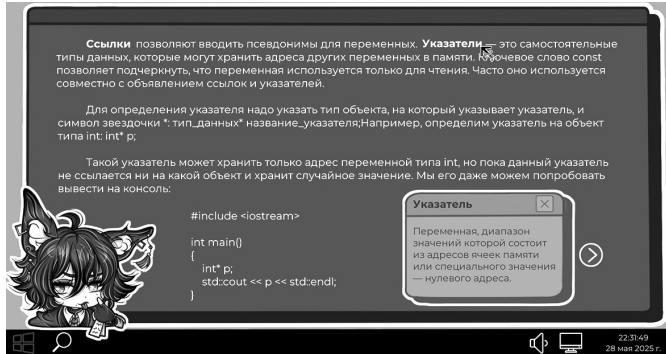 Ссылки позволяют вводить псевдонимы для переменных. Указатели — это самостоятельные
типы данных, которые могут хранить адреса других переменных в памяти. Ключевое слово const
позволяет подчеркнуть, что переменная используется только для чтения. Часто оно используется
совместно с объявлением ссылок и указателей.
Для определения указателя надо указать тип объекта, на который указывает указатель, и
символ звездочки *: тип_данных* название_указателя;Например, определим указатель на объект
типа int: int* p;
Такой указатель может хранить только адрес переменной типа int, но пока данный указатель
не ссылается ни на какой объект и хранит случайное значение. Мы его даже можем попробовать
вывести на консоль:
#include <iostream>
int main()
{
int* p;
std::cout << p << std::endl;
}
Указатель
Переменная, диапазон
значений которой состоит
из адресов ячеек памяти
или специального значения
— нулевого адреса.
22:31:49
28 мая 2025 г.